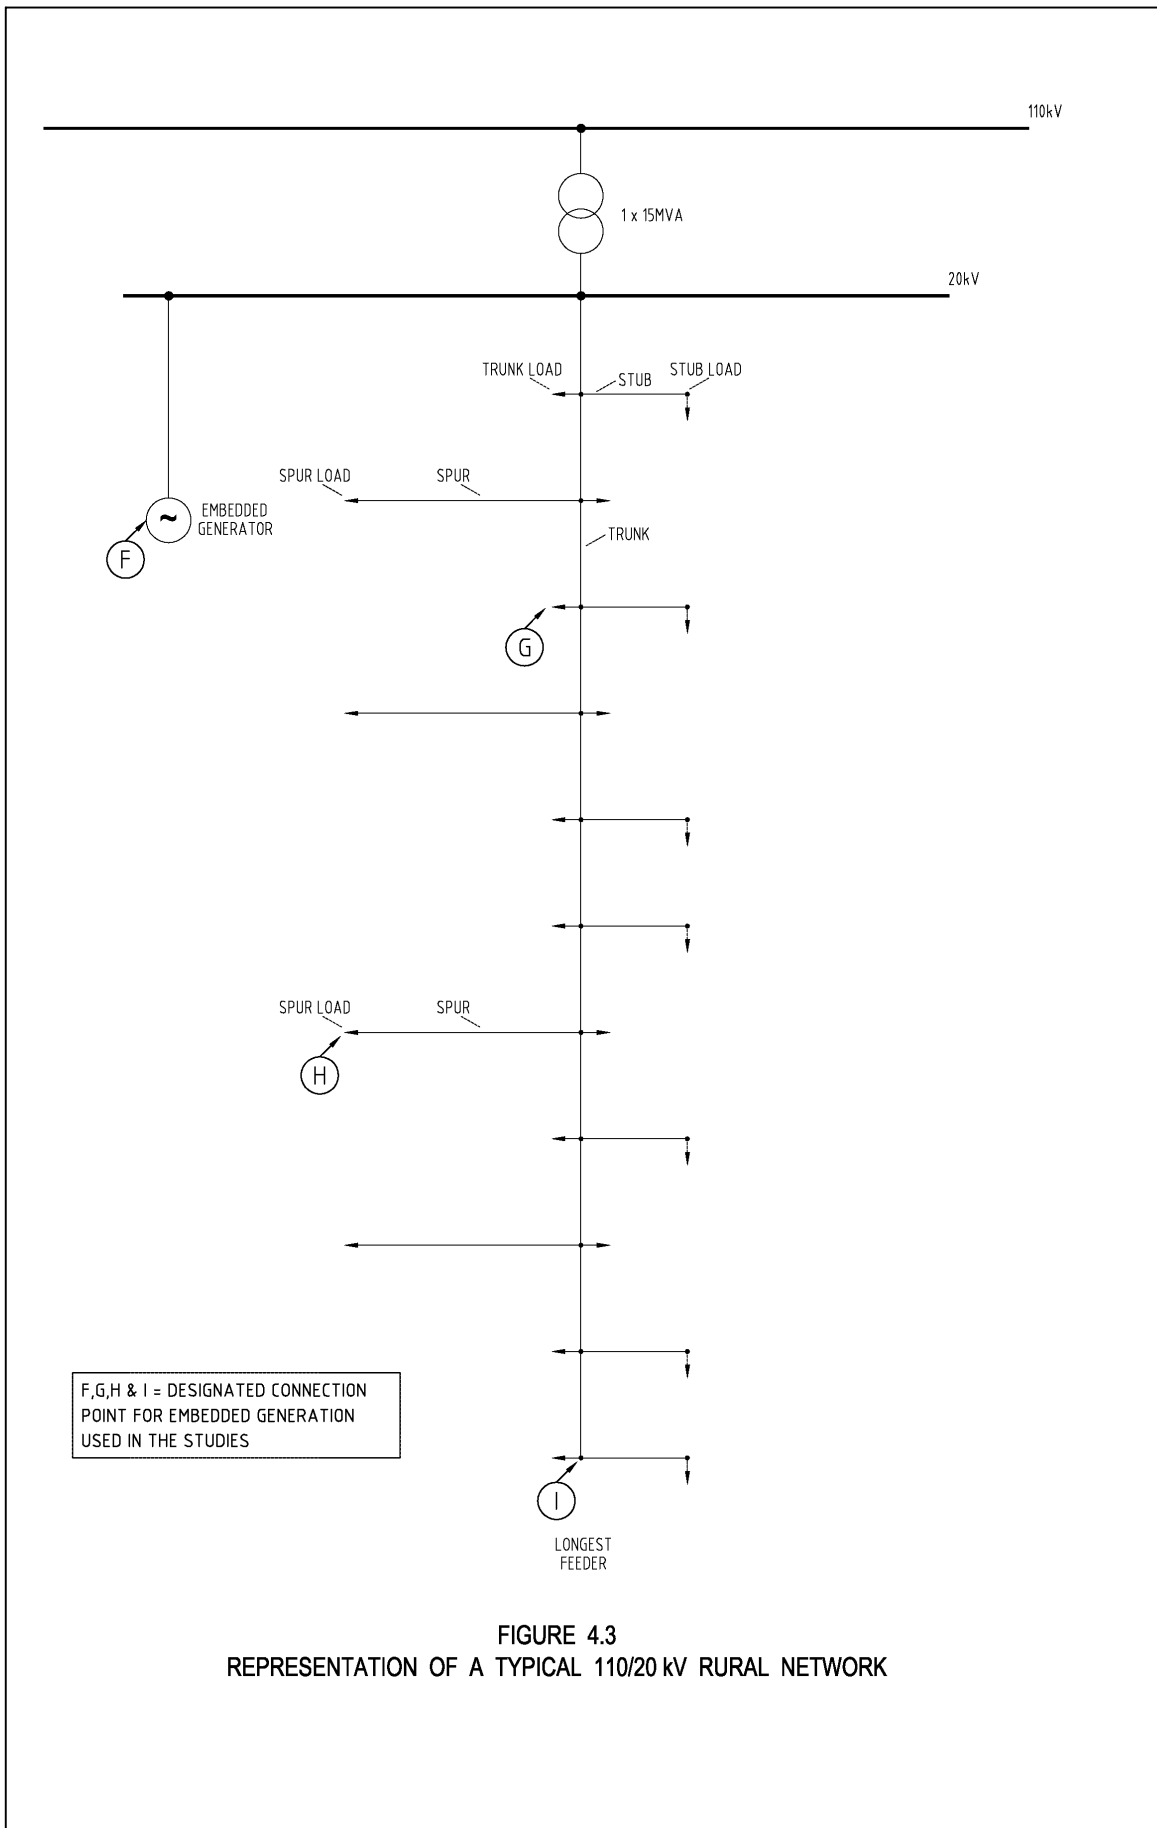 110kV
1 x 15MVA
20kV
TRUNK LOAD
STUB
STUB LOAD
SPUR LOAD
SPUR
EMBEDDED
GENERATOR
~
F
TRUNK
G
SPUR LOAD
SPUR
H
F,G,H & I = DESIGNATED CONNECTION
POINT FOR EMBEDDED GENERATION
USED IN THE STUDIES
I
LONGEST
FEEDER
FIGURE 4.3
REPRESENTATION OF A TYPICAL 110/20 kV RURAL NETWORK